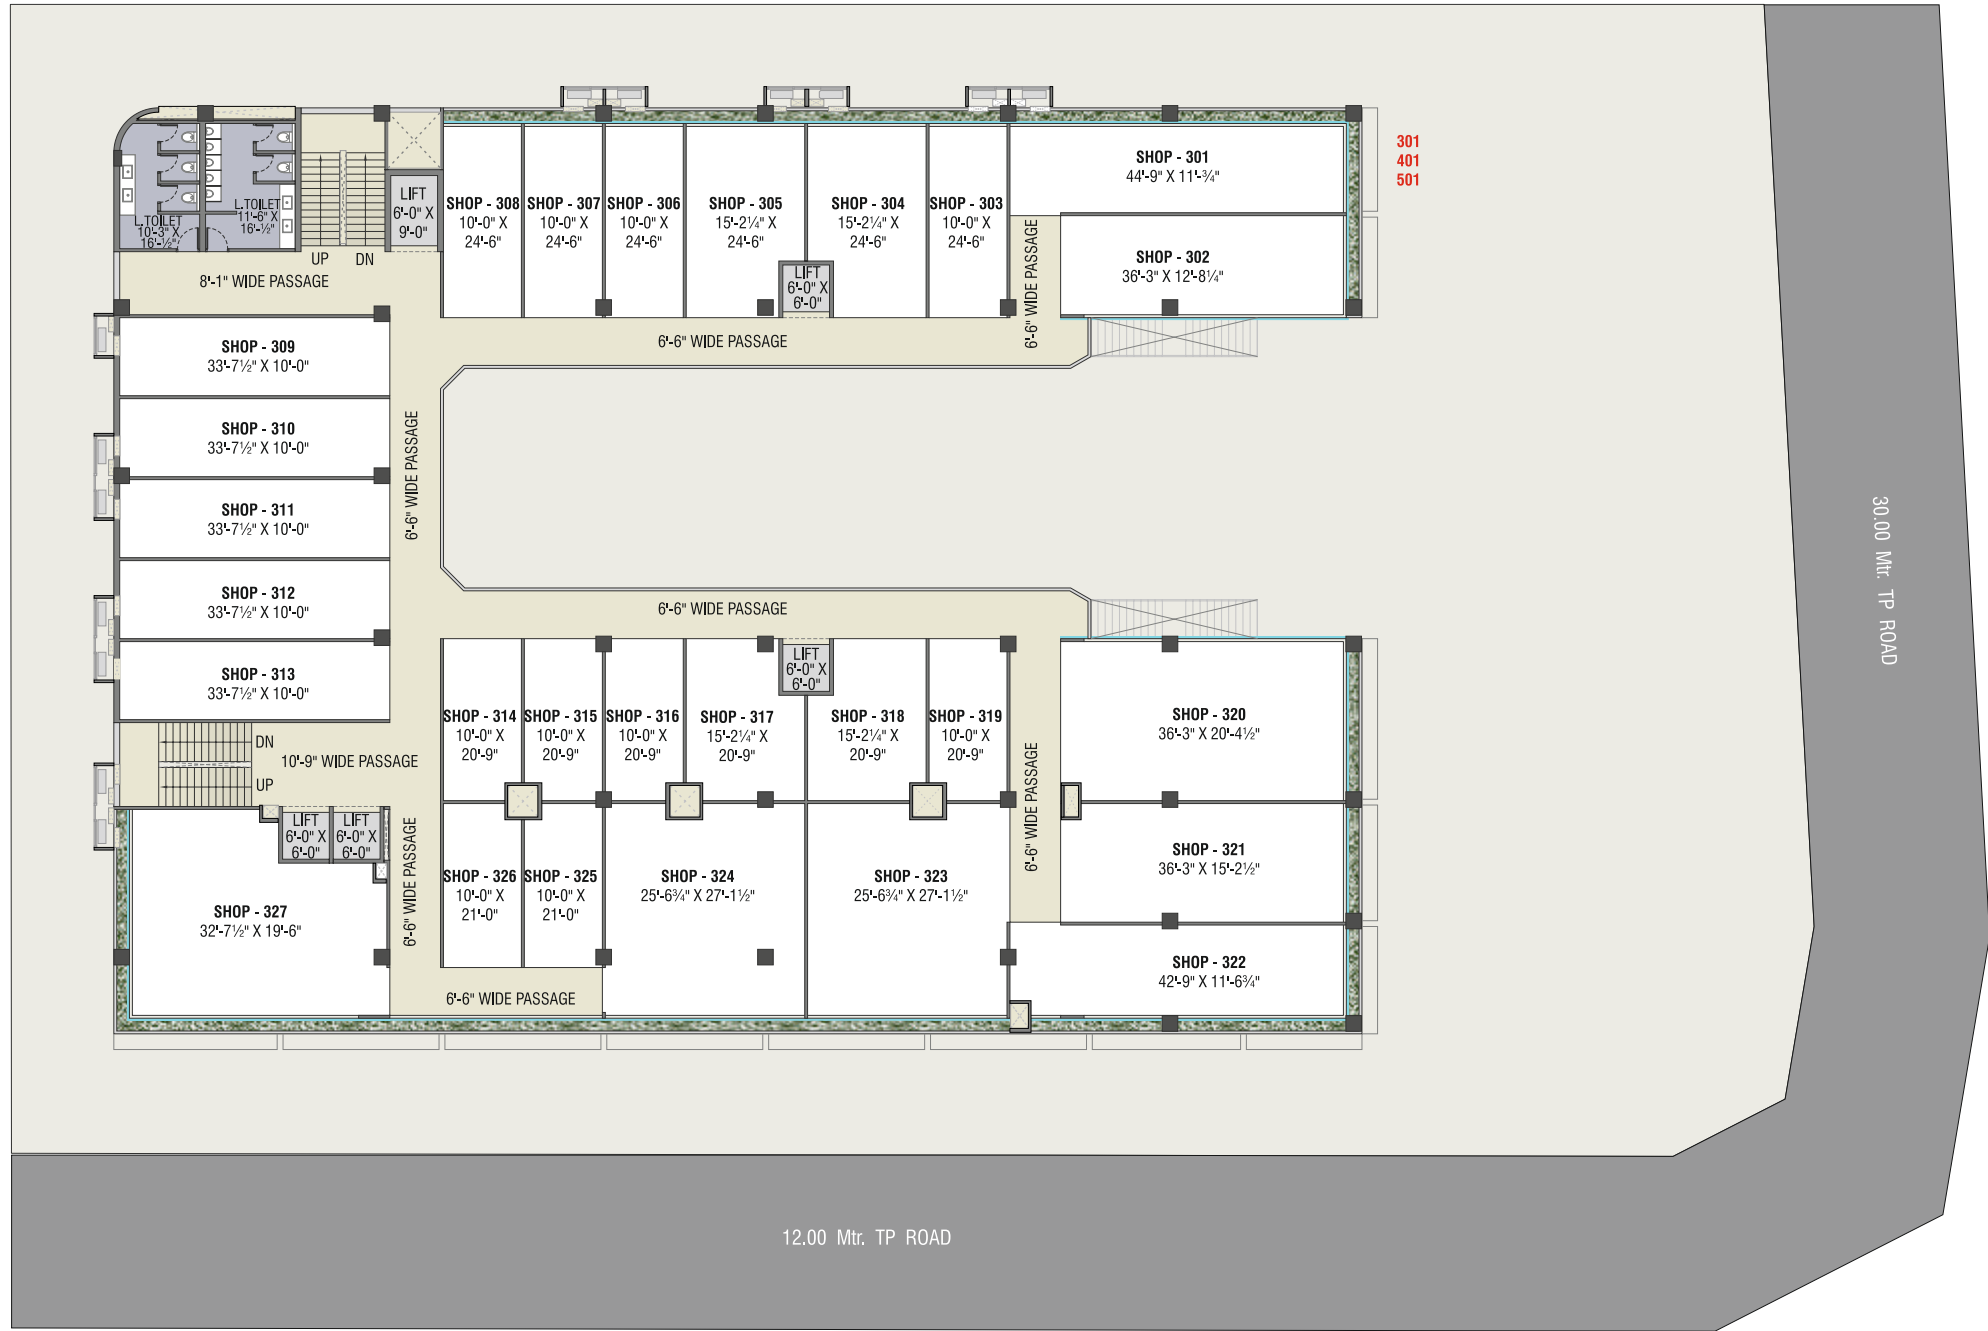 301
401
501
SHOP - 301
44'-9" X 11'-¾"
SHOP - 302
36'-3" X 12'-8¼"
SHOP - 303
10'-0" X
24'-6"
SHOP - 304
15'-2¼" X
24'-6"
SHOP - 305
15'-2¼" X
24'-6"
SHOP - 306
10'-0" X
24'-6"
SHOP - 307
10'-0" X
24'-6"
SHOP - 308
10'-0" X
24'-6"
LIFT
6'-0" X
9'-0"
LIFT
6'-0" X
6'-0"
L.TOILET
10'-3" X
16'-½"
L.TOILET
11'-6" X
16'-½"
UP
DN
8'-1" WIDE PASSAGE
6'-6" WIDE PASSAGE
6'-6" WIDE PASSAGE
SHOP - 309
33'-7½" X 10'-0"
SHOP - 310
33'-7½" X 10'-0"
SHOP - 311
33'-7½" X 10'-0"
SHOP - 312
33'-7½" X 10'-0"
SHOP - 313
33'-7½" X 10'-0"
6'-6" WIDE PASSAGE
6'-6" WIDE PASSAGE
DN
UP
10'-9" WIDE PASSAGE
LIFT
6'-0" X
6'-0"
SHOP - 314
10'-0" X
20'-9"
SHOP - 315
10'-0" X
20'-9"
SHOP - 316
10'-0" X
20'-9"
SHOP - 317
15'-2¼" X
20'-9"
SHOP - 318
15'-2¼" X
20'-9"
SHOP - 319
10'-0" X
20'-9"
SHOP - 320
36'-3" X 20'-4½"
SHOP - 321
36'-3" X 15'-2½"
SHOP - 322
42'-9" X 11'-6¾"
6'-6" WIDE PASSAGE
SHOP - 323
25'-6¾" X 27'-1½"
SHOP - 324
25'-6¾" X 27'-1½"
SHOP - 325
10'-0" X
21'-0"
SHOP - 326
10'-0" X
21'-0"
6'-6" WIDE PASSAGE
6'-6" WIDE PASSAGE
LIFT
6'-0" X
6'-0"
LIFT
6'-0" X
6'-0"
SHOP - 327
32'-7½" X 19'-6"
30.00 Mtr. TP ROAD
12.00 Mtr. TP ROAD